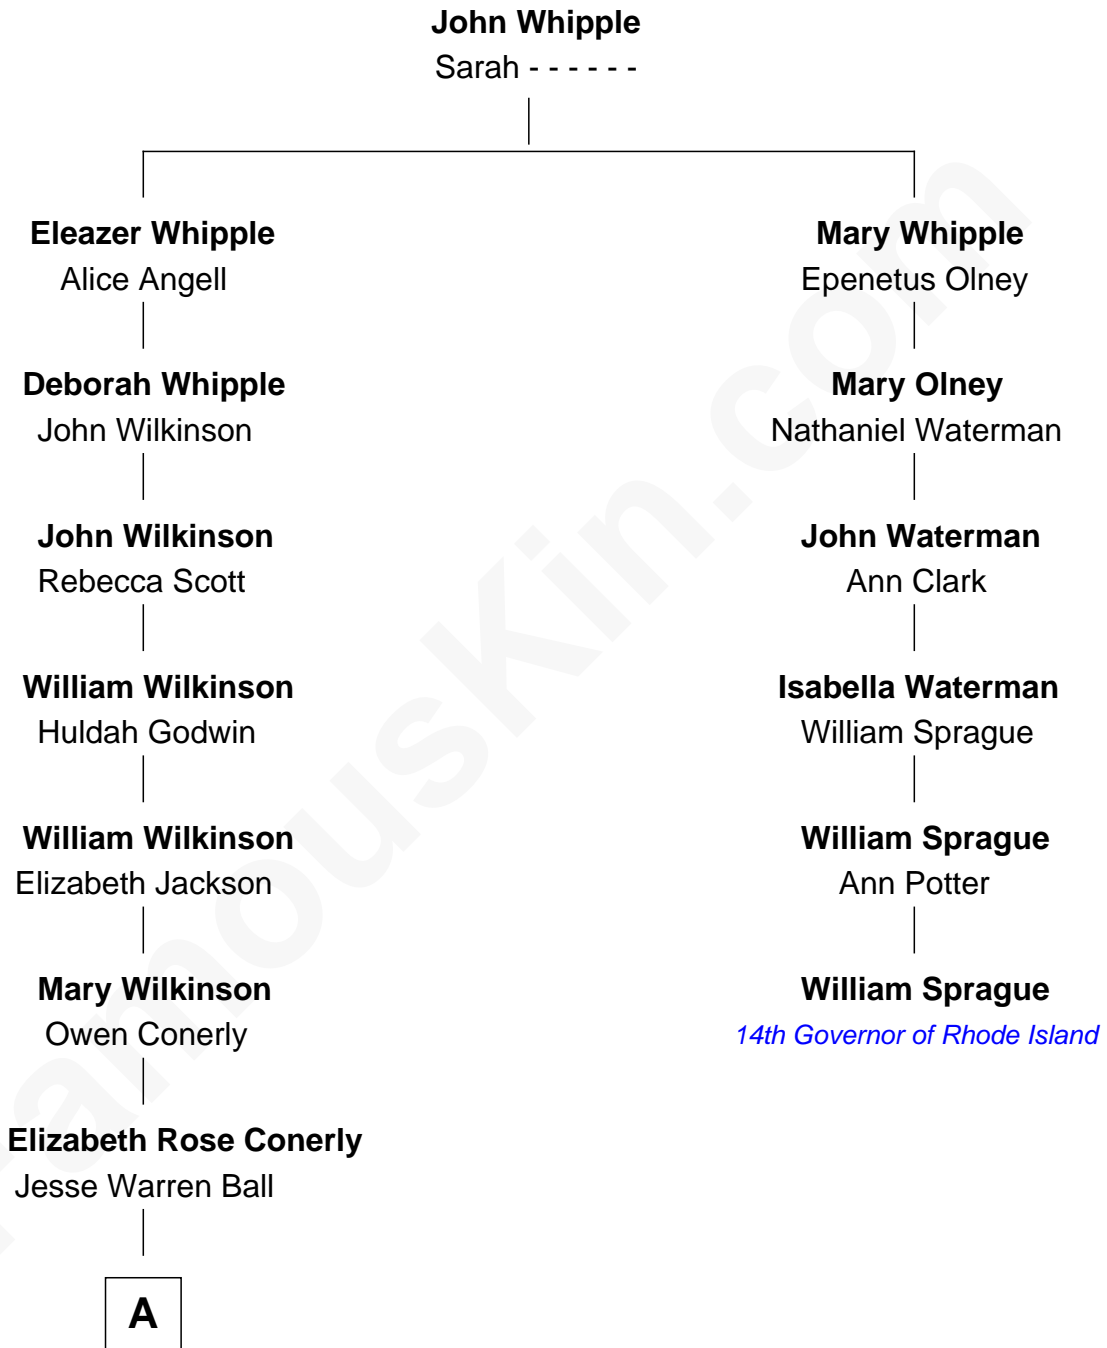 John Whipple
Sarah - - - - - -
Eleazer Whipple
Alice Angell
Mary Whipple
Epenetus Olney
Deborah Whipple
John Wilkinson
Mary Olney
Nathaniel Waterman
John Wilkinson
Rebecca Scott
John Waterman
Ann Clark
William Wilkinson
Huldah Godwin
Isabella Waterman
William Sprague
William Wilkinson
Elizabeth Jackson
William Sprague
Ann Potter
Mary Wilkinson
Owen Conerly
William Sprague
14th Governor of Rhode Island
Elizabeth Rose Conerly
Jesse Warren Ball
A
FamousKin.com